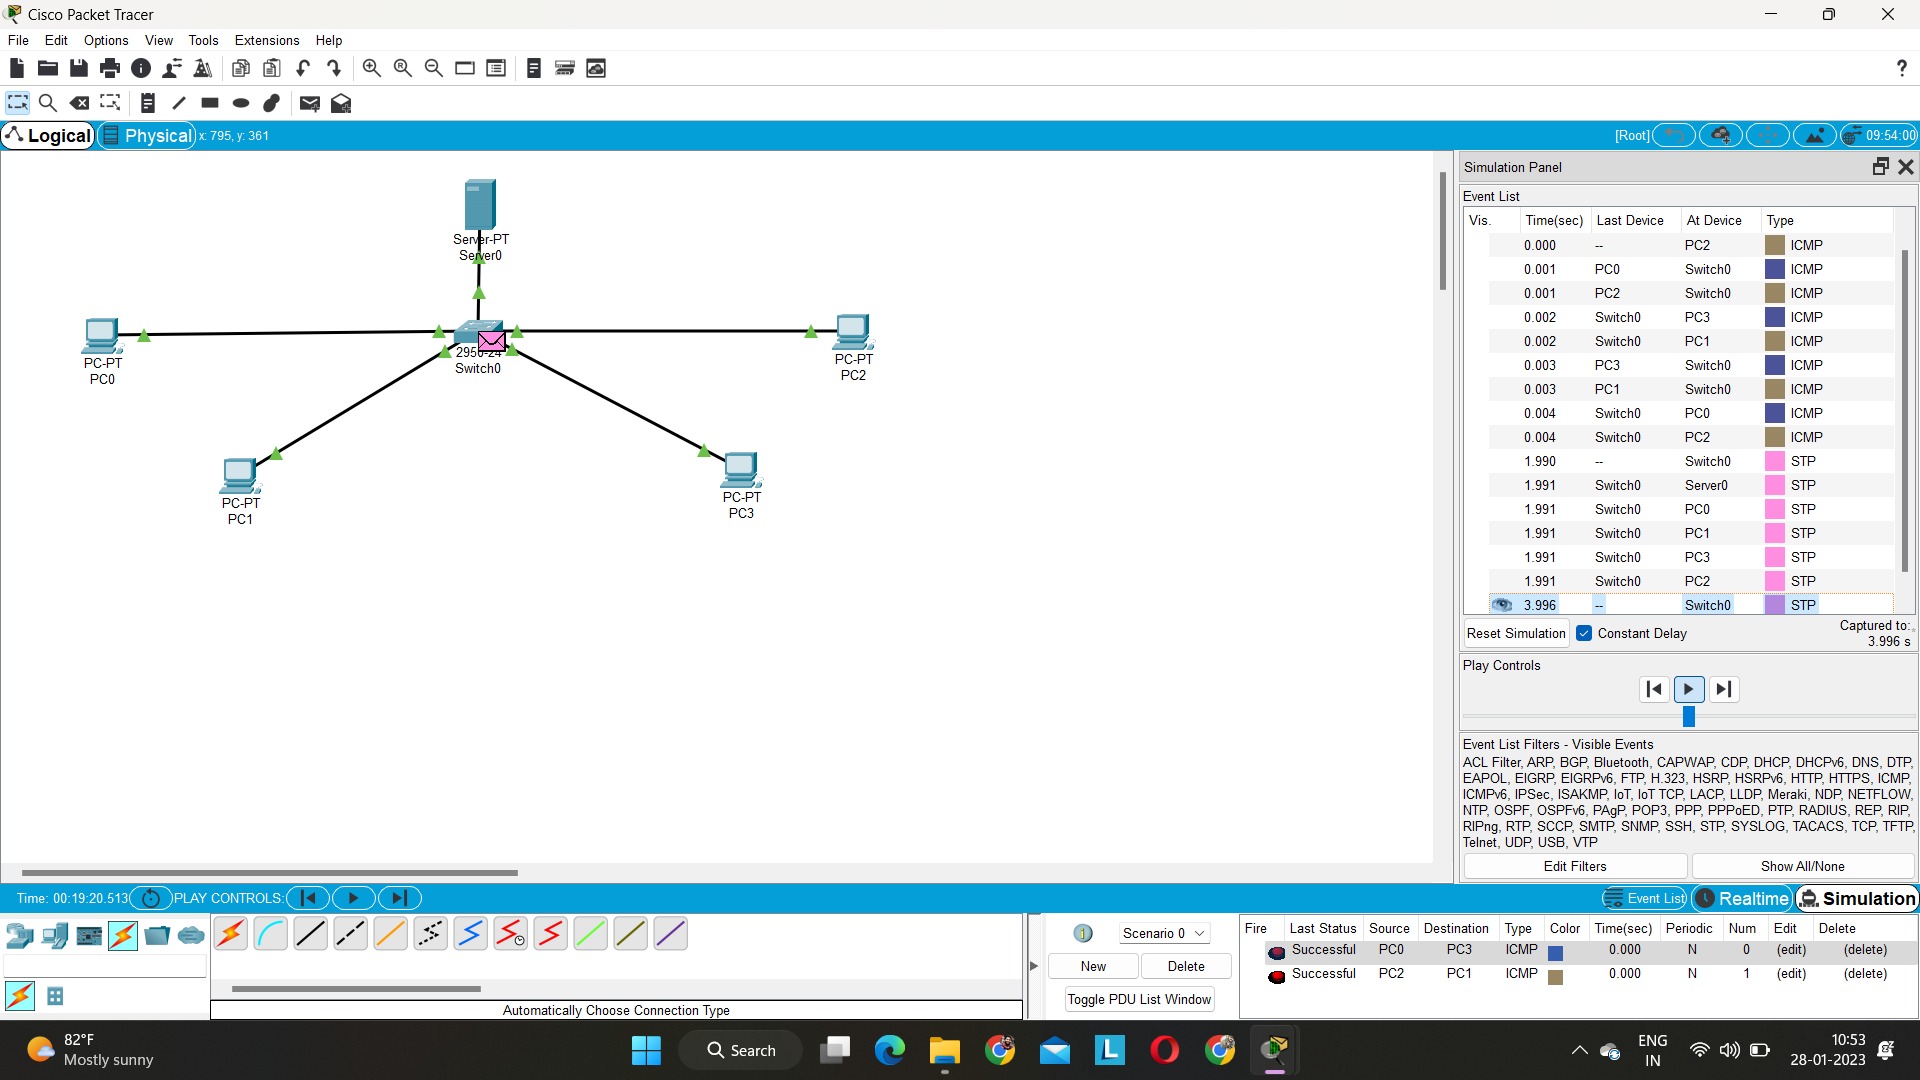 Cisco Packet Tracer
File Edit Options View Tools Extensions Help
Logical Physical x: 795, y: 361 [Root] 09:54:00
Server-PT
Server0
PC-PT
PC0
2950-24
Switch0
PC-PT
PC2
PC-PT
PC1
PC-PT
PC3
Simulation Panel
Event List
Vis. Time(sec) Last Device At Device Type
0.000 -- PC2 ICMP
0.001 PC0 Switch0 ICMP
0.001 PC2 Switch0 ICMP
0.002 Switch0 PC3 ICMP
0.002 Switch0 PC1 ICMP
0.003 PC3 Switch0 ICMP
0.003 PC1 Switch0 ICMP
0.004 Switch0 PC0 ICMP
0.004 Switch0 PC2 ICMP
1.990 -- Switch0 STP
1.991 Switch0 Server0 STP
1.991 Switch0 PC0 STP
1.991 Switch0 PC1 STP
1.991 Switch0 PC3 STP
1.991 Switch0 PC2 STP
3.996 -- Switch0 STP
Reset Simulation Constant Delay Captured to:
3.996 s
Play Controls
Event List Filters - Visible Events
ACL Filter, ARP, BGP, Bluetooth, CAPWAP, CDP, DHCP, DHCPv6, DNS, DTP,
EAPOL, EIGRP, EIGRPv6, FTP, H.323, HSRP, HSRPv6, HTTP, HTTPS, ICMP,
ICMPv6, IPSec, ISAKMP, IoT, IoT TCP, LACP, LLDP, Meraki, NDP, NETFLOW,
NTP, OSPF, OSPFv6, PAgP, POP3, PPP, PPPoED, PTP, RADIUS, REP, RIP,
RIPng, RTP, SCCP, SMTP, SNMP, SSH, STP, SYSLOG, TACACS, TCP, TFTP,
Telnet, UDP, USB, VTP
Edit Filters Show All/None
Time: 00:19:20.513 PLAY CONTROLS: Event List Realtime Simulation
Scenario 0
New Delete
Toggle PDU List Window
Automatically Choose Connection Type
Fire Last Status Source Destination Type Color Time(sec) Periodic Num Edit Delete
Successful PC0 PC3 ICMP 0.000 N 0 (edit) (delete)
Successful PC2 PC1 ICMP 0.000 N 1 (edit) (delete)
82°F
Mostly sunny
Search
ENG
IN
10:53
28-01-2023